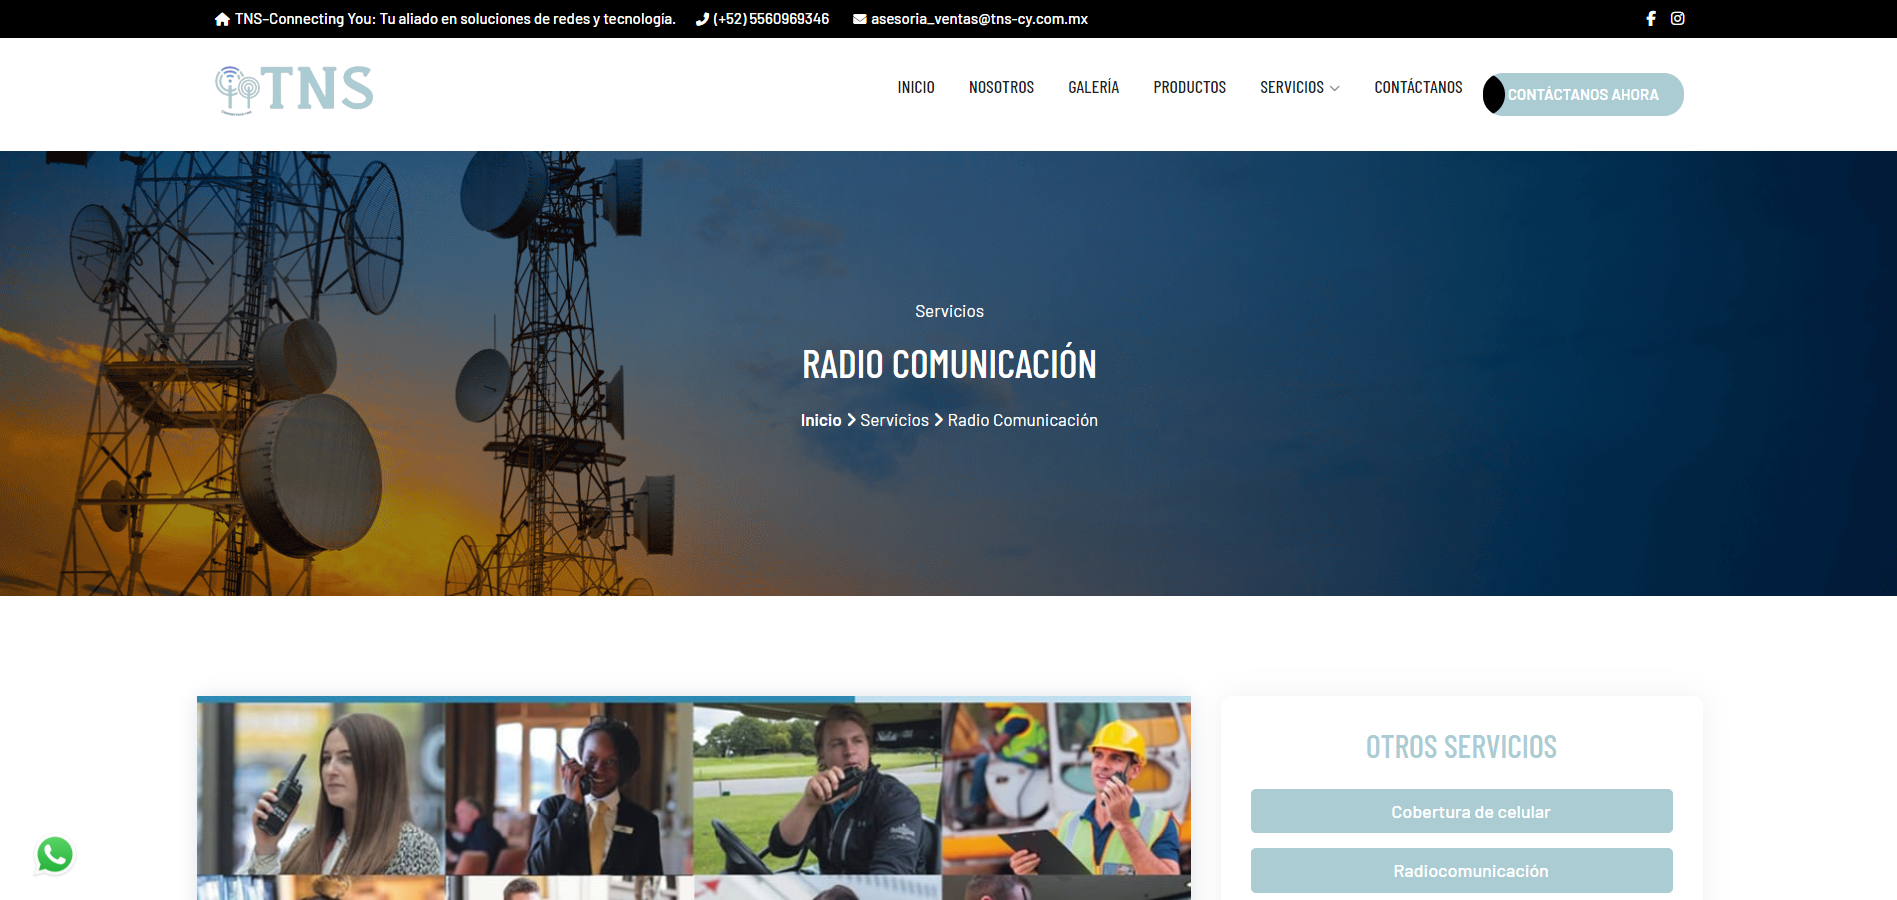 TNS–Connecting You: Tu aliado en soluciones de redes y tecnología. (+52) 5560969346 asesoria_ventas@tns-cy.com.mx
TNS
INICIO NOSOTROS GALERÍA PRODUCTOS SERVICIOS CONTÁCTANOS CONTÁCTANOS AHORA
Servicios
RADIO COMUNICACIÓN
Inicio Servicios Radio Comunicación
OTROS SERVICIOS
Cobertura de celular
Radiocomunicación